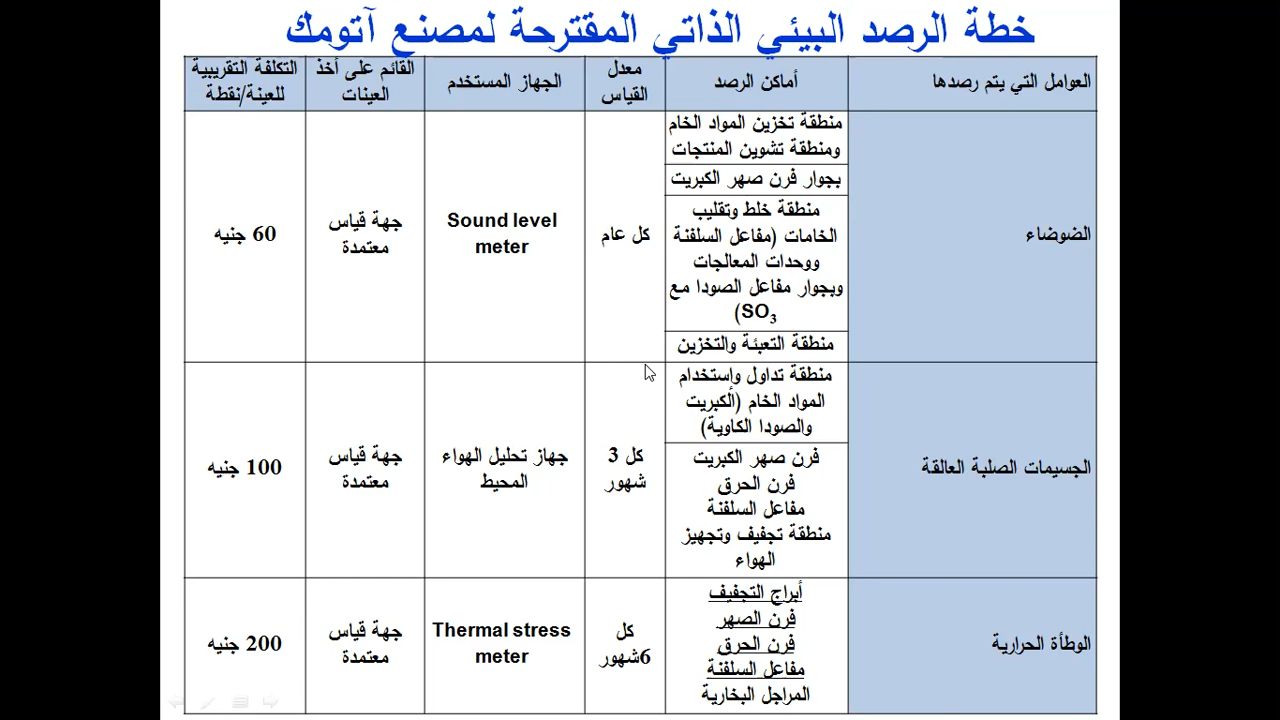 خطة الرصد البيئي الذاتي المقترحة لمصنع آتومك
العوامل التي يتم رصدها
أماكن الرصد
معدل
القياس
الجهاز المستخدم
القائم على أخذ
العينات
التكلفة التقريبية
للعينة/نقطة
الضوضاء
منطقة تخزين المواد الخام
ومنطقة تشوين المنتجات
بجوار فرن صهر الكبريت
منطقة خلط وتقليب
الخامات (مفاعل السلفنة
ووحدات المعالجات
وبجوار مفاعل الصودا مع
SO₃)
منطقة التعبئة والتخزين
كل عام
Sound level
meter
جهة قياس
معتمدة
60 جنيه
الجسيمات الصلبة العالقة
منطقة تداول وإستخدام
المواد الخام (ألكبريت
والصودا الكاوية)
فرن صهر الكبريت
فرن الحرق
مفاعل السلفنة
منطقة تجفيف وتجهيز
الهواء
كل 3
شهور
جهاز تحليل الهواء
المحيط
جهة قياس
معتمدة
100 جنيه
الوطأة الحرارية
أبراج التجفيف
فرن الصهر
فرن الحرق
مفاعل السلفنة
المراجل البخارية
كل
6شهور
Thermal stress
meter
جهة قياس
معتمدة
200 جنيه